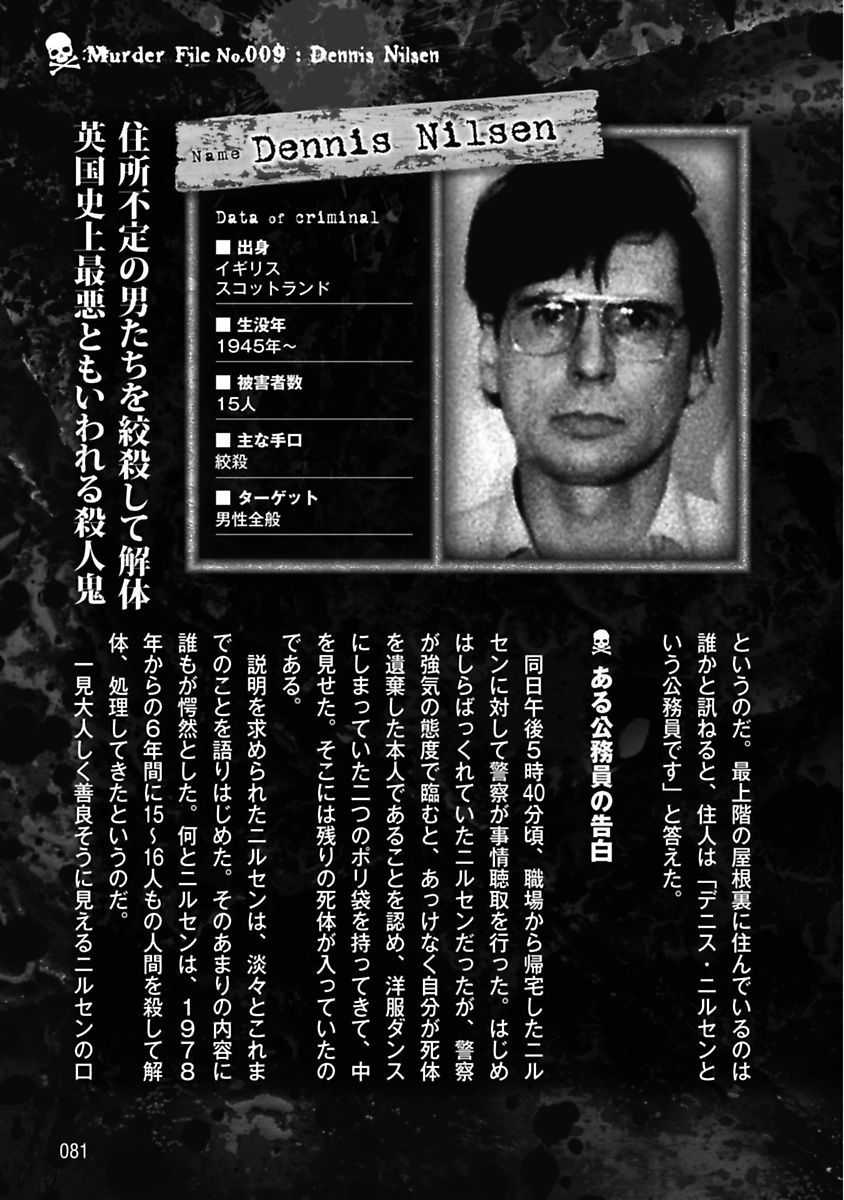 Murder File No.009 : Dennis Nilsen
Name Dennis Nilsen
Data of criminal
■ 出身
イギリス
スコットランド
■ 生没年
1945年～
■ 被害者数
15人
■ 主な手口
絞殺
■ ターゲット
男性全般
住所不定の男たちを絞殺して解体
英国史上最悪ともいわれる殺人鬼
というのだ。最上階の屋根裏に住んでいるのは
誰かと訊ねると、住人は「『デニス・ニルセンと
いう公務員です」と答えた。
ある公務員の告白
同日午後5時40分頃、職場から帰宅したニル
センに対して警察が事情聴取を行った。はじめ
はしらばっくれていたニルセンだったが、警察
が強気の態度で臨むと、あっけなく自分が死体
を遺棄した本人であることを認め、洋服ダンス
にしまっていた二つのポリ袋を持ってきて、中
を見せた。そこには残りの死体が入っていたの
である。
説明を求められたニルセンは、淡々とこれま
でのことを語りはじめた。そのあまりの内容に
誰もが愕然とした。何とニルセンは、1978
年からの6年間に15～16人もの人間を殺して解
体、処理してきたというのだ。
一見大人しく善良そうに見えるニルセンの口
081